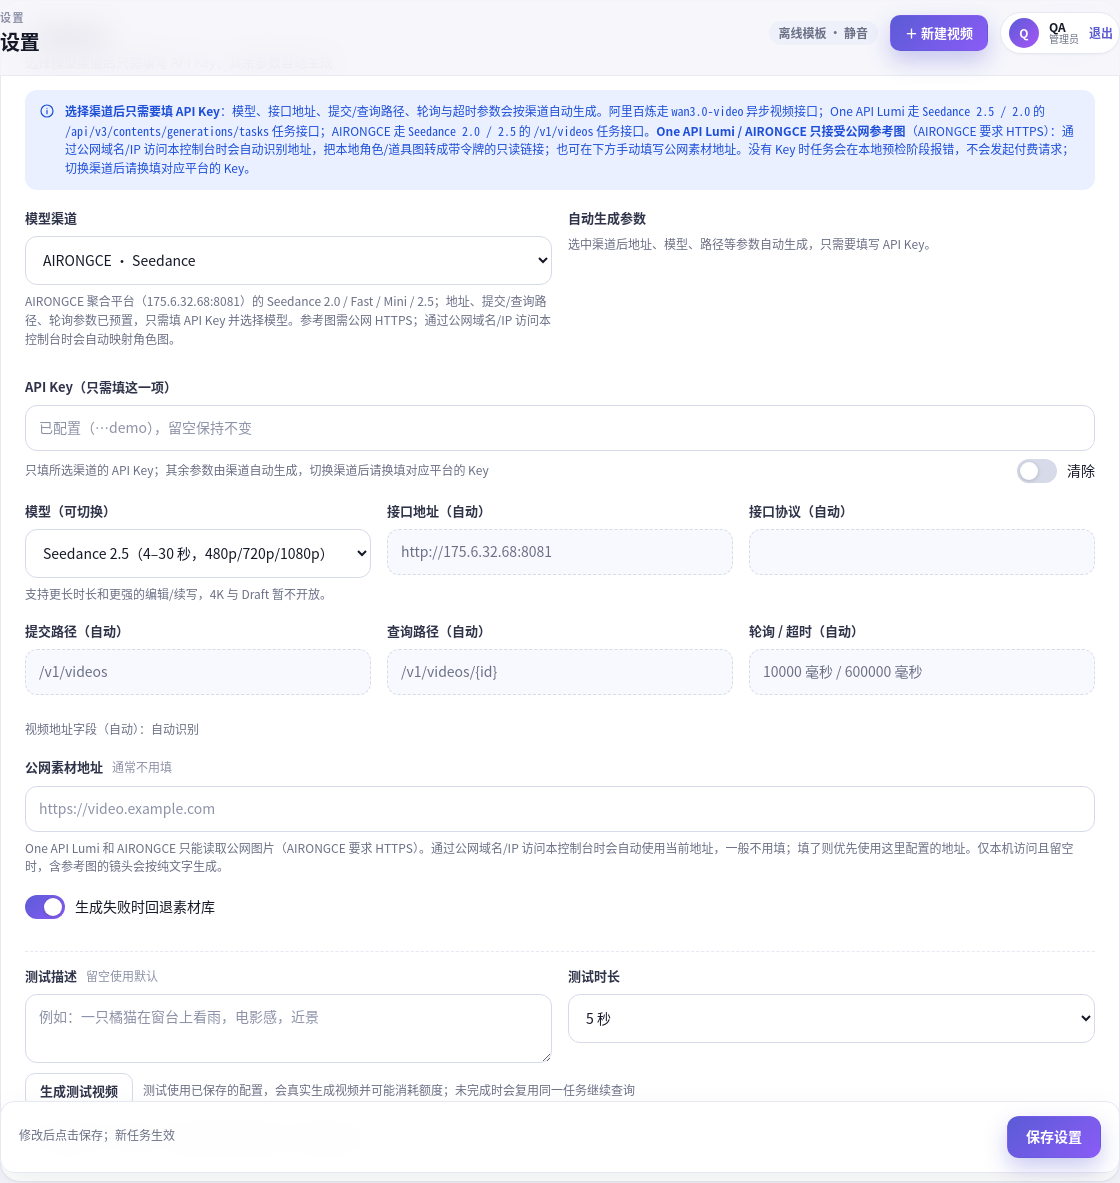 设置
设置
离线模板 · 静音
＋ 新建视频
Q
QA
管理员
退出
选择渠道后只需要填 API Key：模型、接口地址、提交/查询路径、轮询与超时参数会按渠道自动生成。阿里百炼走 wan3.0-video 异步视频接口；One API Lumi 走 Seedance 2.5 / 2.0 的
/api/v3/contents/generations/tasks 任务接口；AIRONGCE 走 Seedance 2.0 / 2.5 的 /v1/videos 任务接口。One API Lumi / AIRONGCE 只接受公网参考图（AIRONGCE 要求 HTTPS）：通
过公网域名/IP 访问本控制台时会自动识别地址，把本地角色/道具图转成带令牌的只读链接；也可在下方手动填写公网素材地址。没有 Key 时任务会在本地预检阶段报错，不会发起付费请求；
切换渠道后请换填对应平台的 Key。
模型渠道
AIRONGCE · Seedance
AIRONGCE 聚合平台（175.6.32.68:8081）的 Seedance 2.0 / Fast / Mini / 2.5；地址、提交/查询路
径、轮询参数已预置，只需填 API Key 并选择模型。参考图需公网 HTTPS；通过公网域名/IP 访问本
控制台时会自动映射角色图。
自动生成参数
选中渠道后地址、模型、路径等参数自动生成，只需要填写 API Key。
API Key（只需填这一项）
已配置（…demo），留空保持不变
只填所选渠道的 API Key；其余参数由渠道自动生成，切换渠道后请换填对应平台的 Key
清除
模型（可切换）
Seedance 2.5（4–30 秒，480p/720p/1080p）
支持更长时长和更强的编辑/续写，4K 与 Draft 暂不开放。
接口地址（自动）
http://175.6.32.68:8081
接口协议（自动）
提交路径（自动）
/v1/videos
查询路径（自动）
/v1/videos/{id}
轮询 / 超时（自动）
10000 毫秒 / 600000 毫秒
视频地址字段（自动）：自动识别
公网素材地址 通常不用填
https://video.example.com
One API Lumi 和 AIRONGCE 只能读取公网图片（AIRONGCE 要求 HTTPS）。通过公网域名/IP 访问本控制台时会自动使用当前地址，一般不用填；填了则优先使用这里配置的地址。仅本机访问且留空
时，含参考图的镜头会按纯文字生成。
生成失败时回退素材库
测试描述 留空使用默认
例如：一只橘猫在窗台上看雨，电影感，近景
测试时长
5 秒
生成测试视频
测试使用已保存的配置，会真实生成视频并可能消耗额度；未完成时会复用同一任务继续查询
修改后点击保存；新任务生效
保存设置